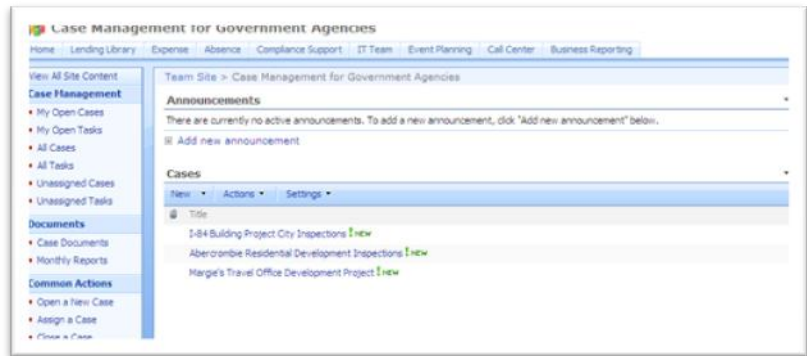 Case Management for Government Agencies
Home Lending Library Expense Absence Compliance Support IT Team Event Planning Call Center Business Reporting
View All Site Content
Team Site > Case Management for Government Agencies
Case Management
• My Open Cases
• My Open Tasks
• All Cases
• All Tasks
• Unassigned Cases
• Unassigned Tasks
Documents
• Case Documents
• Monthly Reports
Common Actions
• Open a New Case
• Assign a Case
• Close a Case
Announcements
There are currently no active announcements. To add a new announcement, click "Add new announcement" below.
Add new announcement
Cases
New Actions Settings
Title
I-84 Building Project City Inspections ! NEW
Abercrombie Residential Development Inspections ! NEW
Margie's Travel Office Development Project ! NEW